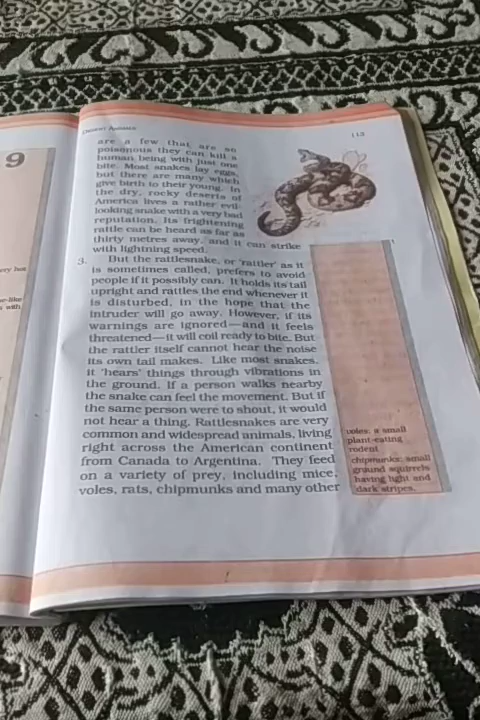 9
Desert Animals
113
are a few that are so
poisonous they can kill a
human being with just one
bite. Most snakes lay eggs,
but there are many which
give birth to their young. In
the dry, rocky deserts of
America lives a rather evil-
looking snake with a very bad
reputation. Its frightening
rattle can be heard as far as
thirty metres away, and it can strike
with lightning speed.
3. But the rattlesnake, or 'rattler' as it
is sometimes called, prefers to avoid
people if it possibly can. It holds its tail
upright and rattles the end whenever it
is disturbed, in the hope that the
intruder will go away. However, if its
warnings are ignored—and it feels
threatened—it will coil ready to bite. But
the rattler itself cannot hear the noise
its own tail makes. Like most snakes,
it 'hears' things through vibrations in
the ground. If a person walks nearby
the snake can feel the movement. But if
the same person were to shout, it would
not hear a thing. Rattlesnakes are very
common and widespread animals, living
right across the American continent
from Canada to Argentina. They feed
on a variety of prey, including mice,
voles, rats, chipmunks and many other
voles: a small
plant-eating
rodent
chipmunks: small
ground squirrels
having light and
dark stripes.